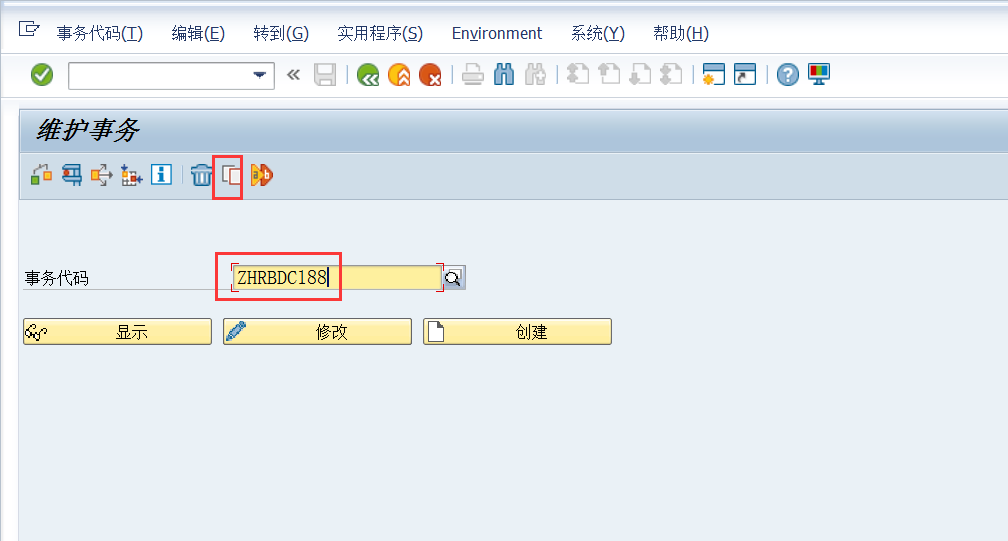 事务代码(T) 编辑(E) 转到(G) 实用程序(S) Environment 系统(Y) 帮助(H)
维护事务
事务代码 ZHRBDC188
显示 修改 创建